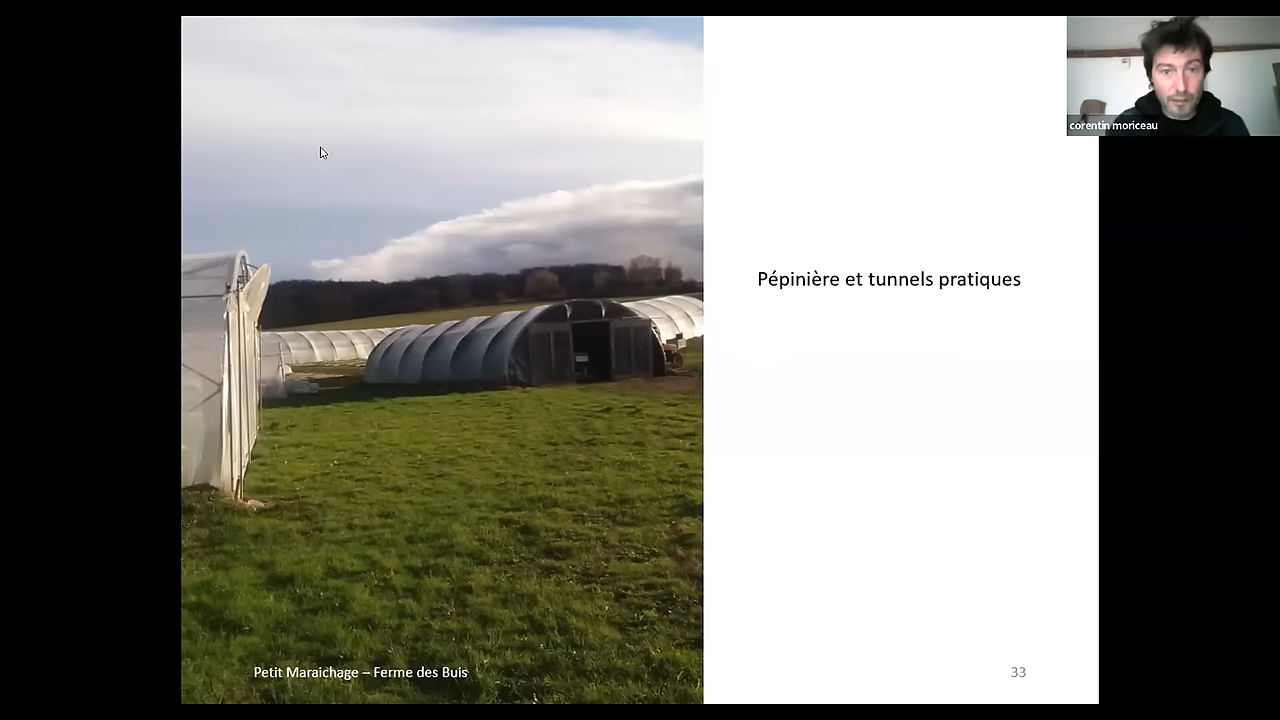 corentin moriceau
Pépinière et tunnels pratiques
Petit Maraichage – Ferme des Buis
33